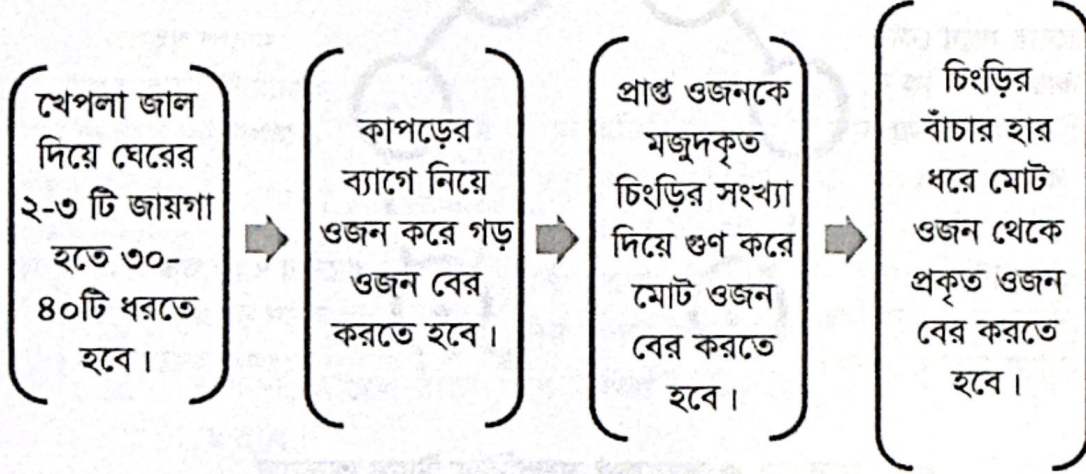 খেপলা জাল
দিয়ে ঘেরের
২-৩ টি জায়গা
হতে ৩০-
৪০টি ধরতে
হবে।
কাপড়ের
ব্যাগে নিয়ে
ওজন করে গড়
ওজন বের
করতে হবে।
প্রাপ্ত ওজনকে
মজুদকৃত
চিংড়ির সংখ্যা
দিয়ে গুণ করে
মোট ওজন
বের করতে
হবে।
চিংড়ির
বাঁচার হার
ধরে মোট
ওজন থেকে
প্রকৃত ওজন
বের করতে
হবে।